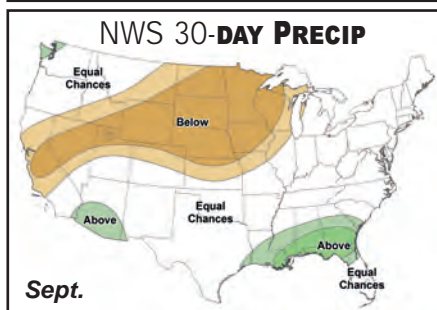 NWS 30-DAY PRECIP
Equal
Chances
Below
Above
Equal
Chances
Above
Equal
Chances
Sept.